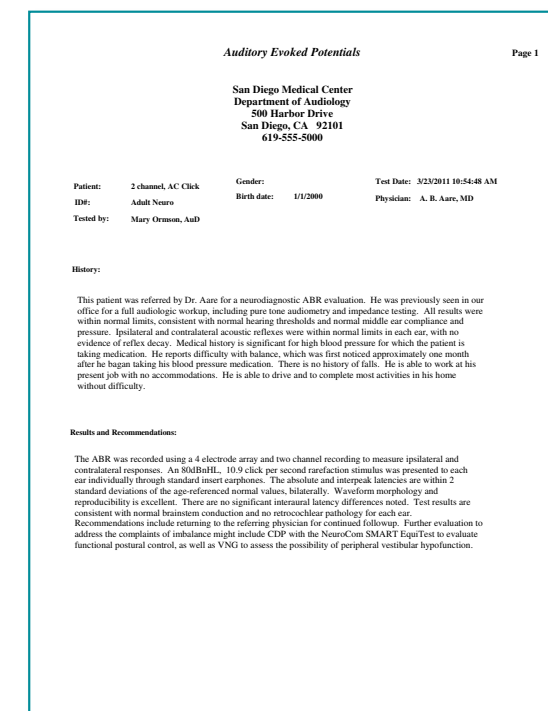 Auditory Evoked Potentials
Page 1
San Diego Medical Center
Department of Audiology
500 Harbor Drive
San Diego, CA 92101
619-555-5000
Patient: 2 channel, AC Click
Gender:
Test Date: 3/23/2011 10:54:48 AM
ID#: Adult Neuro
Birth date: 1/1/2000
Physician: A. B. Aare, MD
Tested by: Mary Ormson, AuD
History:
This patient was referred by Dr. Aare for a neurodiagnostic ABR evaluation. He was previously seen in our
office for a full audiologic workup, including pure tone audiometry and impedance testing. All results were
within normal limits, consistent with normal hearing thresholds and normal middle ear compliance and
pressure. Ipsilateral and contralateral acoustic reflexes were within normal limits in each ear, with no
evidence of reflex decay. Medical history is significant for high blood pressure for which the patient is
taking medication. He reports difficulty with balance, which was first noticed approximately one month
after he bagan taking his blood pressure medication. There is no history of falls. He is able to work at his
present job with no accommodations. He is able to drive and to complete most activities in his home
without difficulty.
Results and Recommendations:
The ABR was recorded using a 4 electrode array and two channel recording to measure ipsilateral and
contralateral responses. An 80dBnHL, 10.9 click per second rarefaction stimulus was presented to each
ear individually through standard insert earphones. The absolute and interpeak latencies are within 2
standard deviations of the age-referenced normal values, bilaterally. Waveform morphology and
reproducibility is excellent. There are no significant interaural latency differences noted. Test results are
consistent with normal brainstem conduction and no retrocochlear pathology for each ear.
Recommendations include returning to the referring physician for continued followup. Further evaluation to
address the complaints of imbalance might include CDP with the NeuroCom SMART EquiTest to evaluate
functional postural control, as well as VNG to assess the possibility of peripheral vestibular hypofunction.